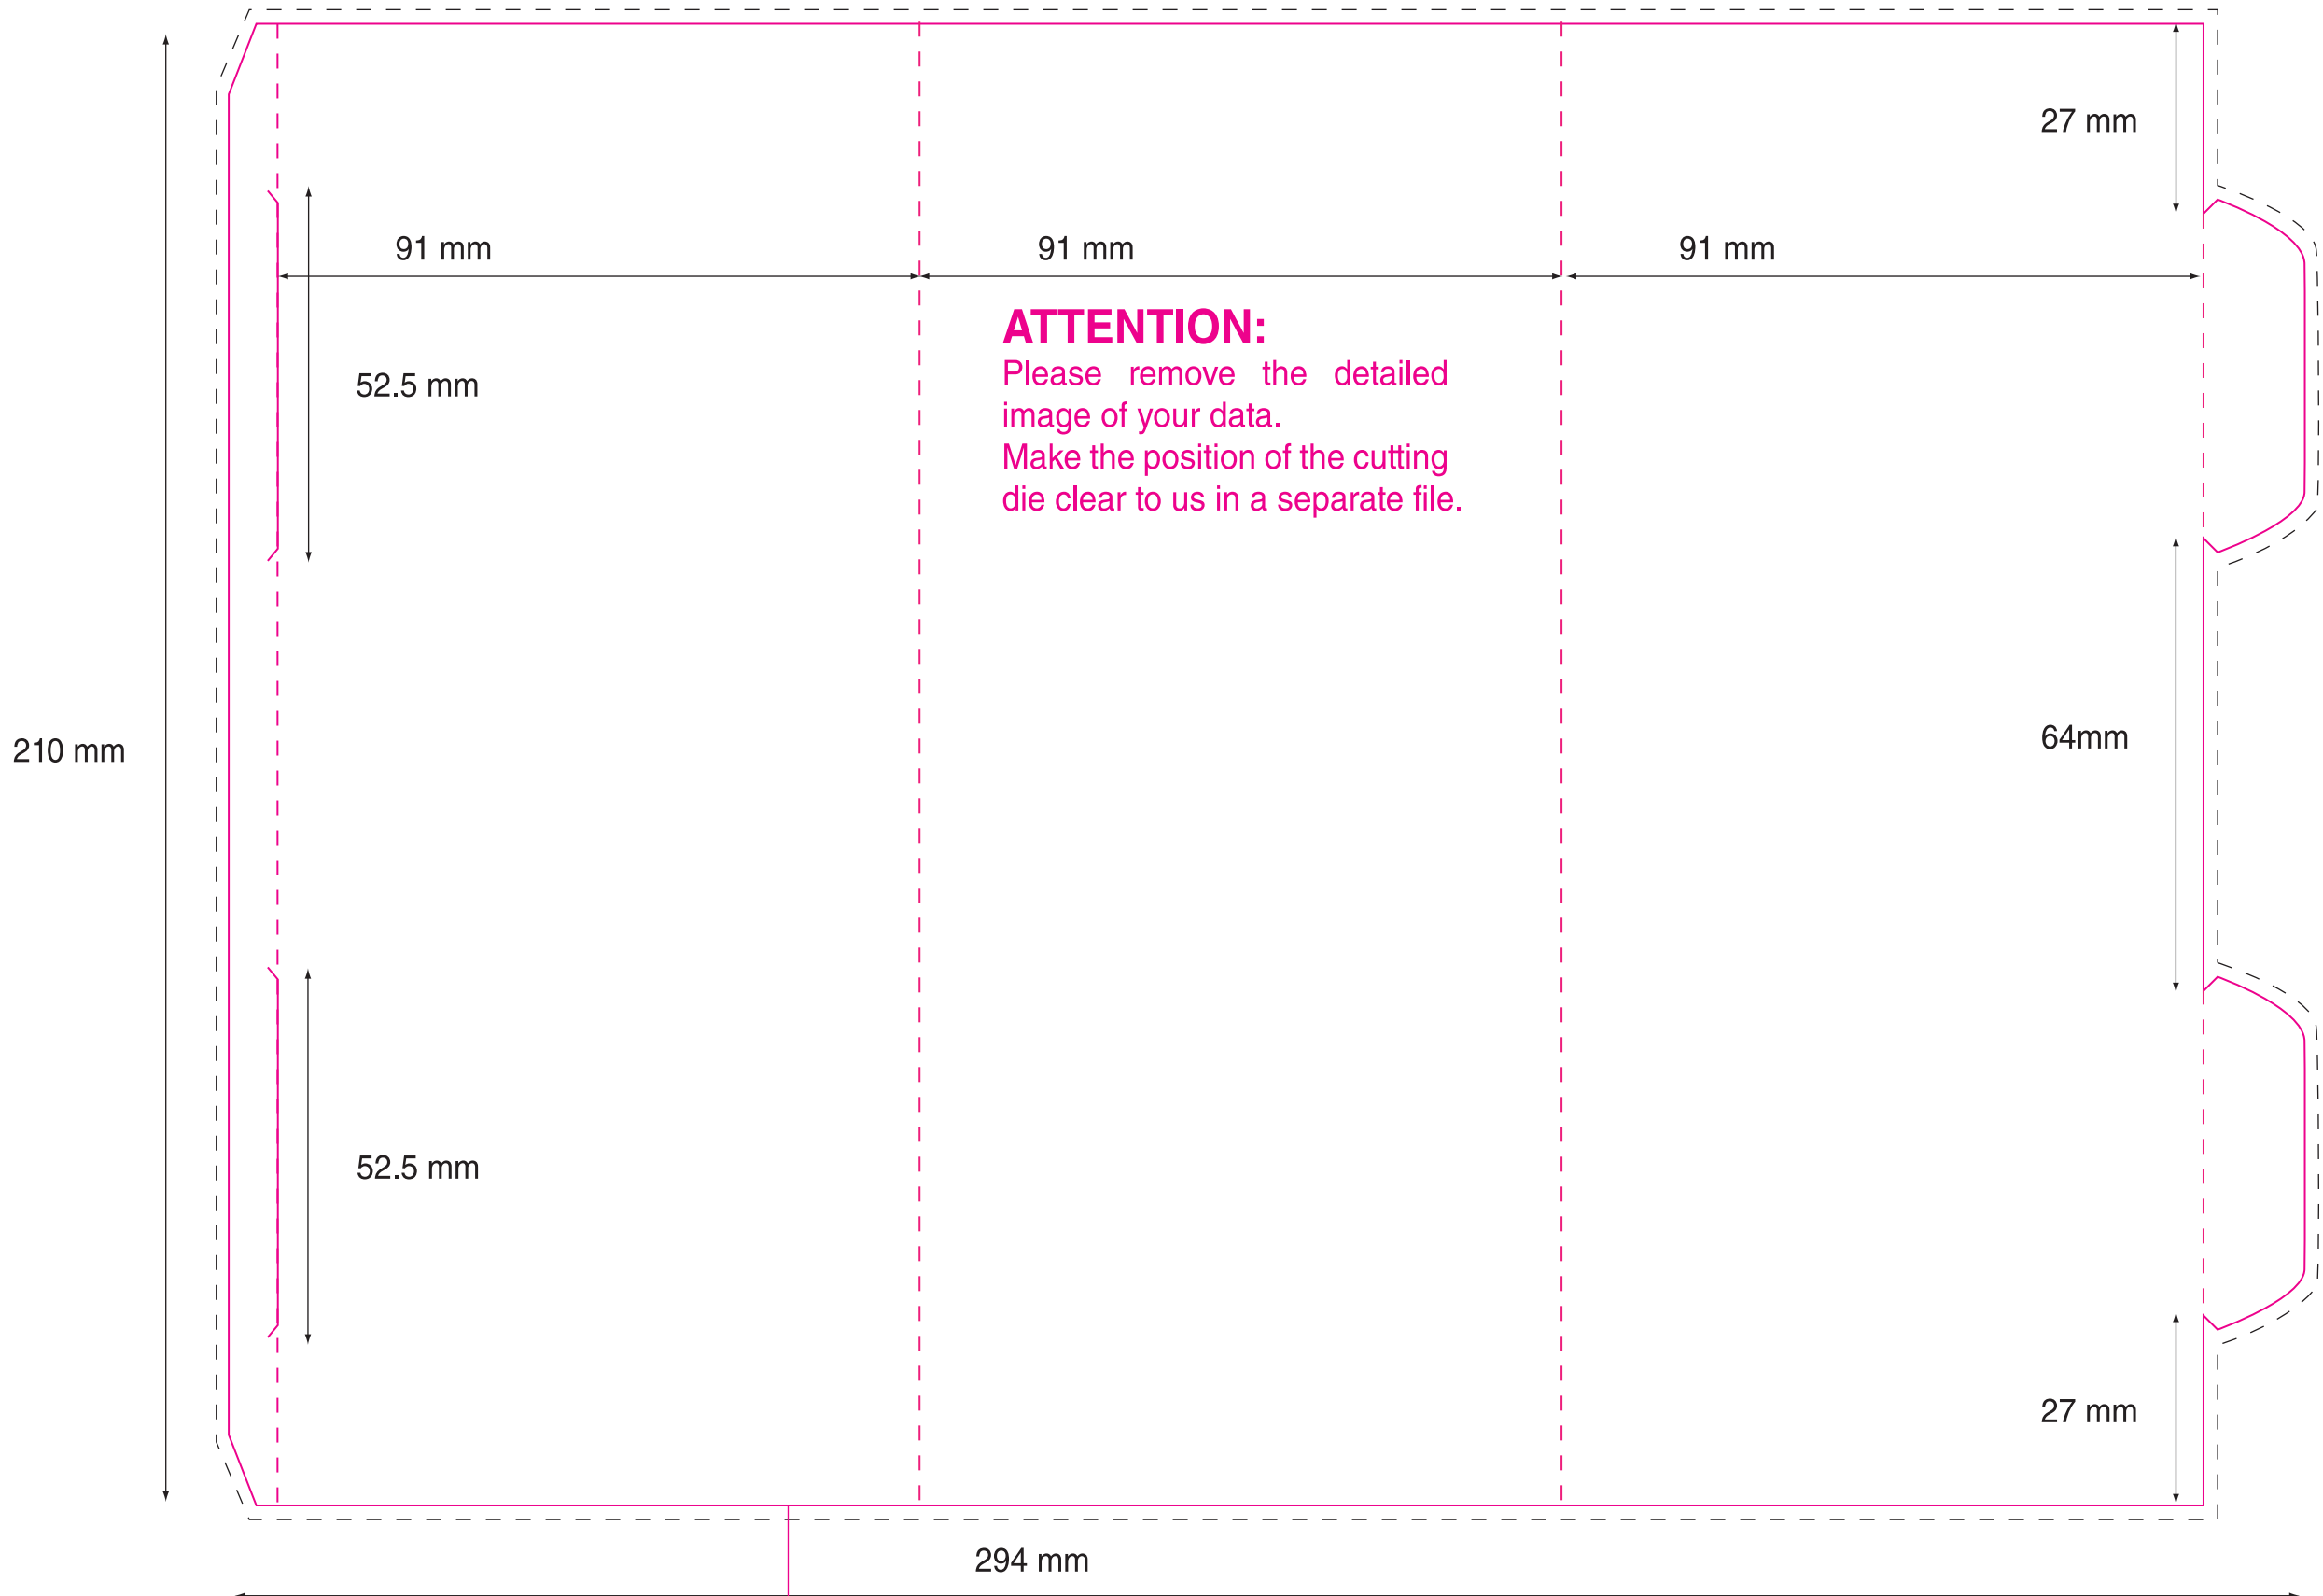 27 mm
91 mm
91 mm
91 mm
ATTENTION:
Please remove the detailed
image of your data.
Make the position of the cutting
die clear to us in a separate file.
52.5 mm
210 mm
64mm
52.5 mm
27 mm
294 mm